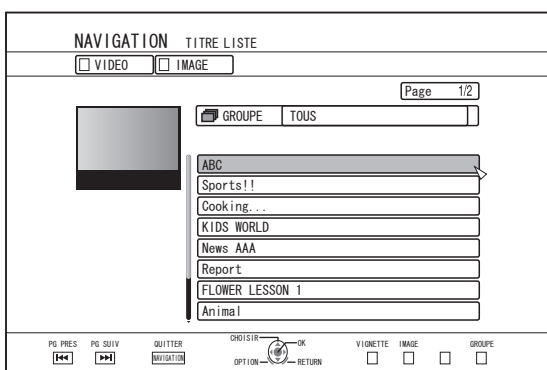 NAVIGATION TITRE LISTE
VIDEO IMAGE
Page 1/2
GROUPE TOUS
ABC
Sports!!
Cooking...
KIDS WORLD
News AAA
Report
FLOWER LESSON 1
Animal
PG PRES PG SUIV QUITTER CHOISIR OK VIGNETTE IMAGE GROUPE
NAVIGATION OPTION RETURN